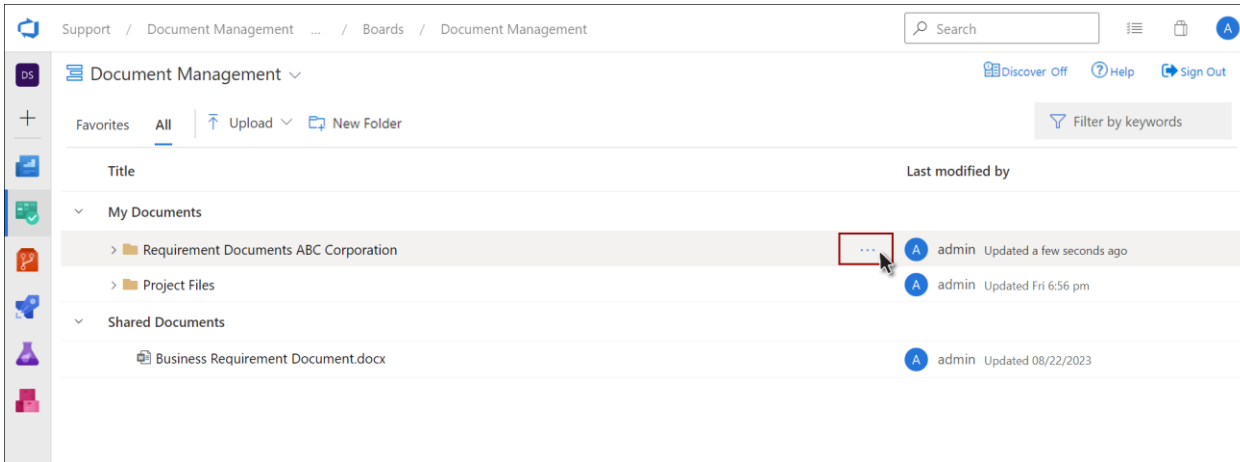 Support / Document Management ... / Boards / Document Management Search A
DS Document Management Discover Off ? Help Sign Out
Favorites All Upload New Folder Filter by keywords
Title Last modified by
My Documents
Requirement Documents ABC Corporation ... A admin Updated a few seconds ago
Project Files A admin Updated Fri 6:56 pm
Shared Documents
Business Requirement Document.docx A admin Updated 08/22/2023